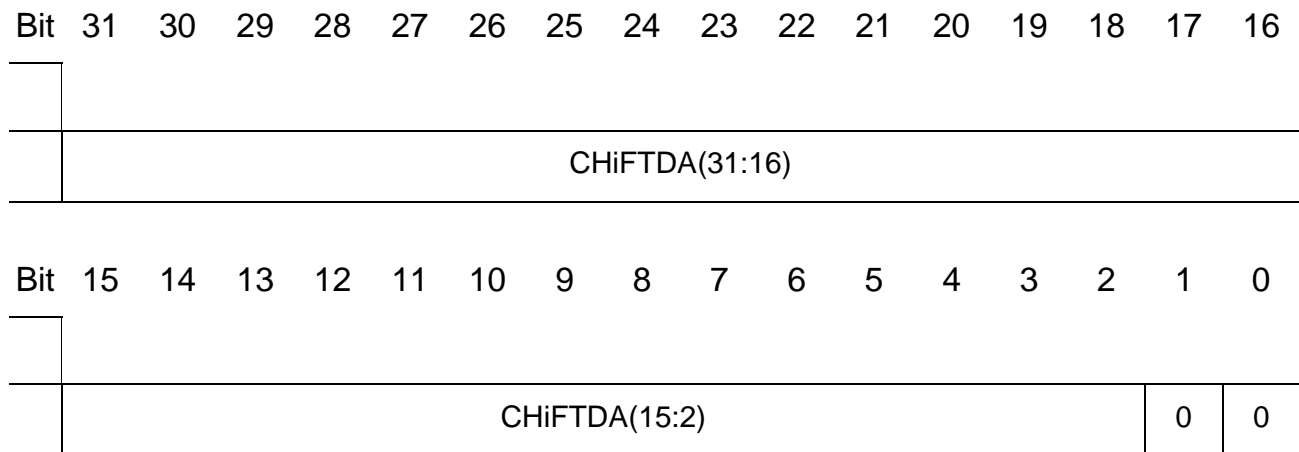 Bit 31 30 29 28 27 26 25 24 23 22 21 20 19 18 17 16
CHiFTDA(31:16)
Bit 15 14 13 12 11 10 9 8 7 6 5 4 3 2 1 0
CHiFTDA(15:2) 0 0